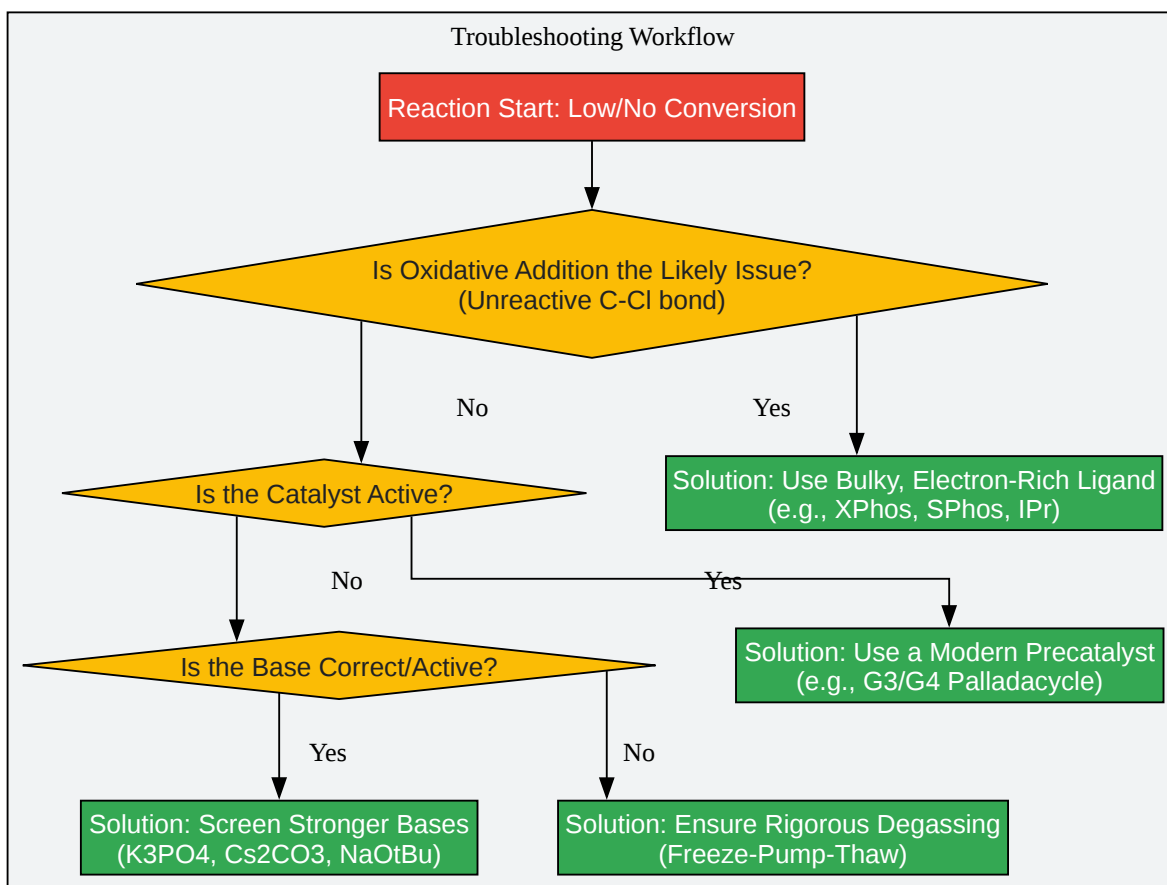 Troubleshooting Workflow
Reaction Start: Low/No Conversion
Is Oxidative Addition the Likely Issue?
(Unreactive C-Cl bond)
No
Yes
Is the Catalyst Active?
Solution: Use Bulky, Electron-Rich Ligand
(e.g., XPhos, SPhos, IPr)
No
Yes
Is the Base Correct/Active?
Solution: Use a Modern Precatalyst
(e.g., G3/G4 Palladacycle)
Yes
No
Solution: Screen Stronger Bases
(K3PO4, Cs2CO3, NaOtBu)
Solution: Ensure Rigorous Degassing
(Freeze-Pump-Thaw)